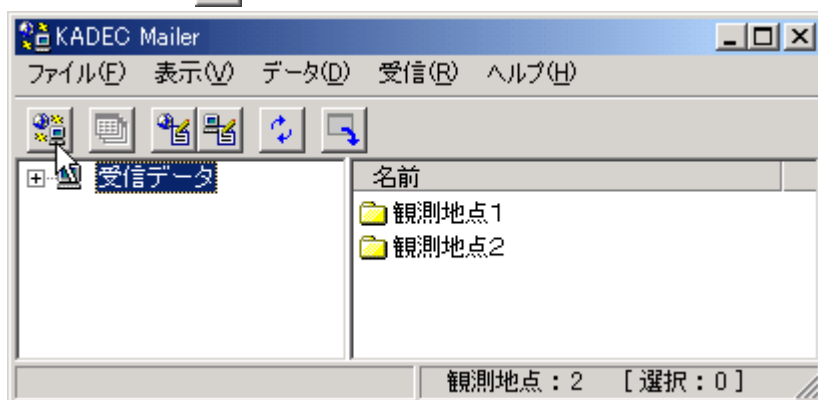 KADEC Mailer
ファイル(F) 表示(V) データ(D) 受信(R) ヘルプ(H)
受信データ
名前
観測地点1
観測地点2
観測地点：2 [選択：0]